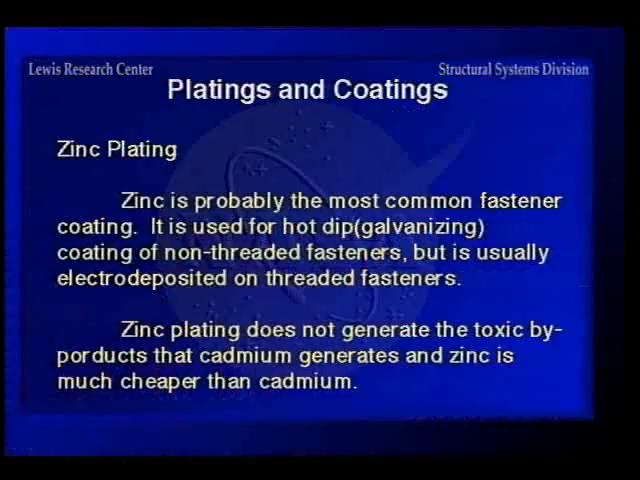 Lewis Research Center
Structural Systems Division
Platings and Coatings
Zinc Plating
Zinc is probably the most common fastener
coating. It is used for hot dip(galvanizing)
coating of non-threaded fasteners, but is usually
electrodeposited on threaded fasteners.
Zinc plating does not generate the toxic by-
porducts that cadmium generates and zinc is
much cheaper than cadmium.